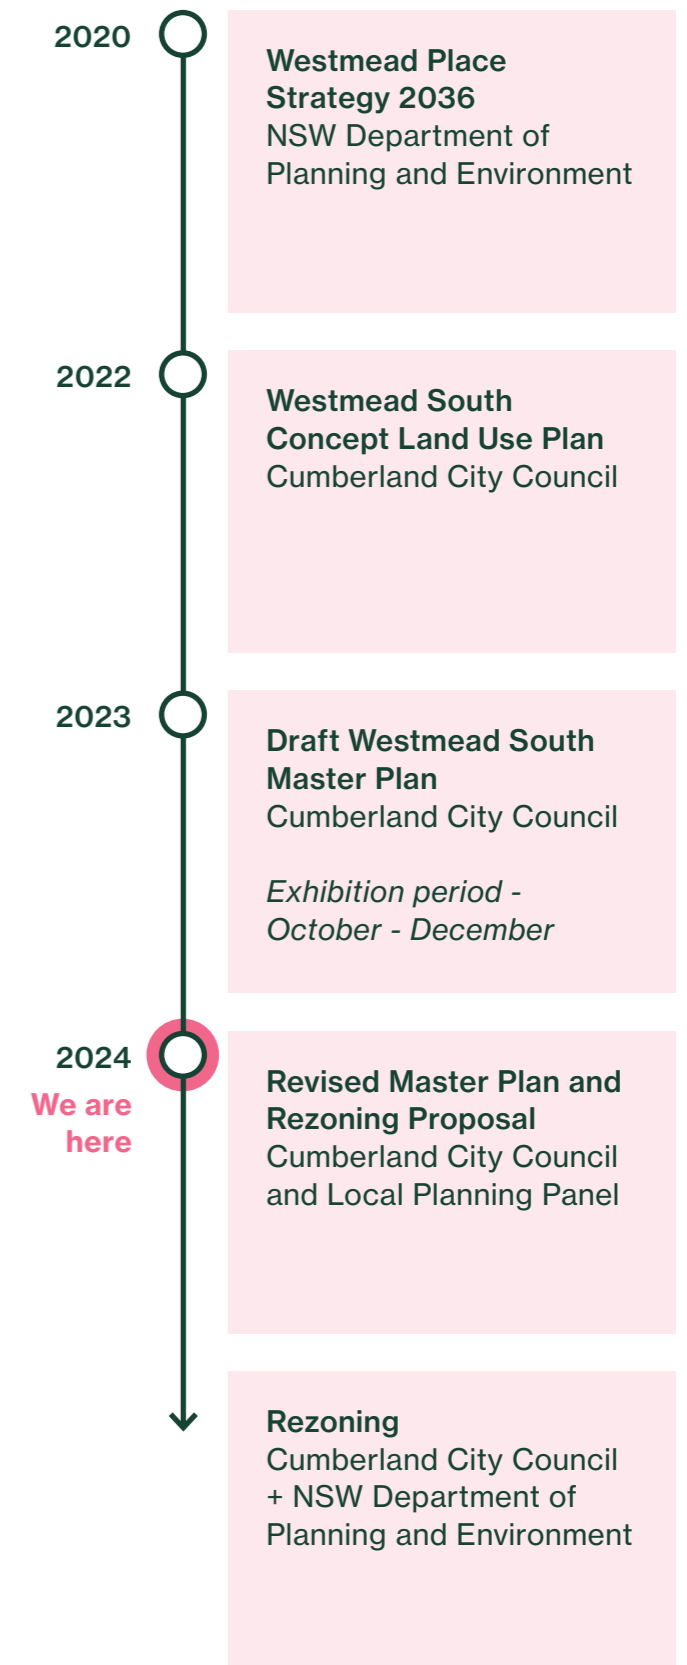 2020
Westmead Place
Strategy 2036
NSW Department of
Planning and Environment
2022
Westmead South
Concept Land Use Plan
Cumberland City Council
2023
Draft Westmead South
Master Plan
Cumberland City Council
Exhibition period -
October - December
2024
We are
here
Revised Master Plan and
Rezoning Proposal
Cumberland City Council
and Local Planning Panel
Rezoning
Cumberland City Council
+ NSW Department of
Planning and Environment